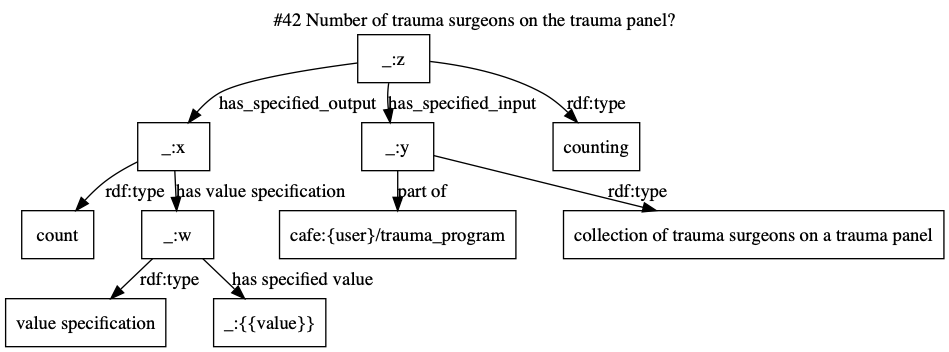 #42 Number of trauma surgeons on the trauma panel?
_:z
has_specified_output
has_specified_input
rdf:type
_:x
_:y
counting
rdf:type
has value specification
part of
rdf:type
count
_:w
cafe:{user}/trauma_program
collection of trauma surgeons on a trauma panel
rdf:type
has specified value
value specification
_:{{value}}